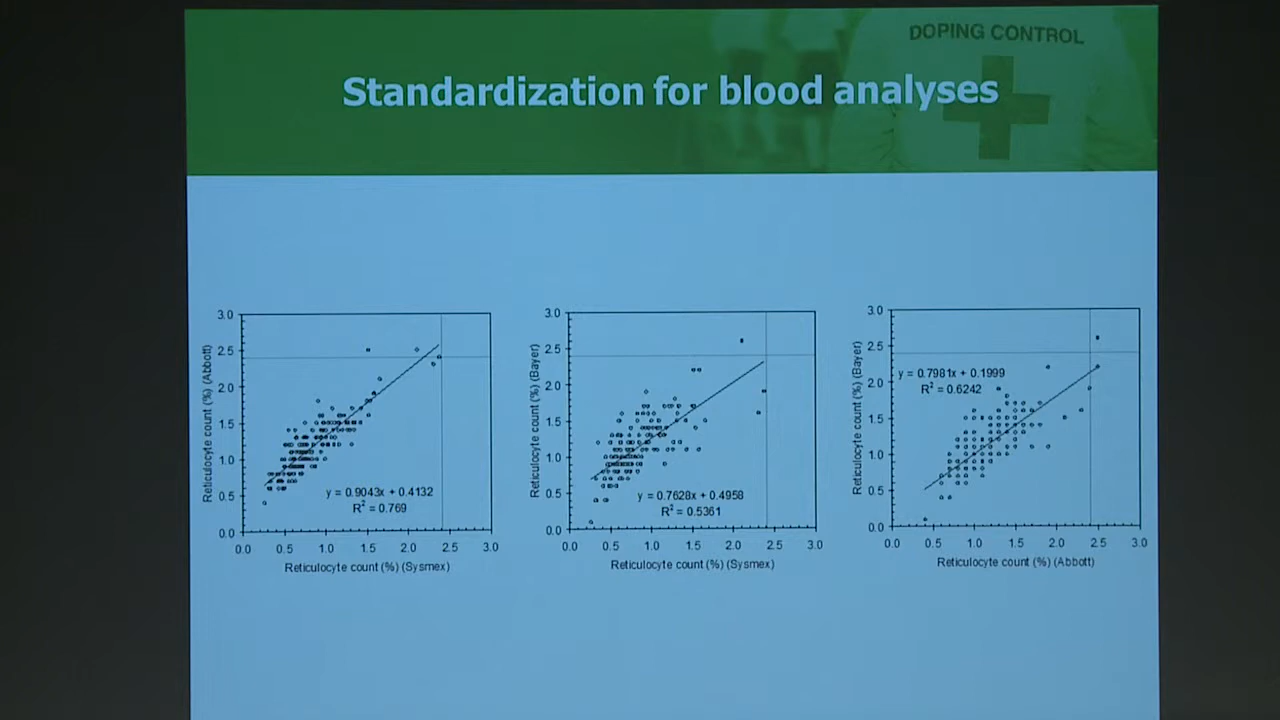 DOPING CONTROL
Standardization for blood analyses
3.0
2.5
2.0
1.5
1.0
0.5
0.0
Reticulocyte count (%) (Abbott)
y = 0.9043x + 0.4132
R² = 0.769
0.0 0.5 1.0 1.5 2.0 2.5 3.0
Reticulocyte count (%) (Sysmex)
3.0
2.5
2.0
1.5
1.0
0.5
0.0
Reticulocyte count (%) (Bayer)
y = 0.7628x + 0.4958
R² = 0.5361
0.0 0.5 1.0 1.5 2.0 2.5 3.0
Reticulocyte count (%) (Sysmex)
3.0
2.5
2.0
1.5
1.0
0.5
0.0
Reticulocyte count (%) (Bayer)
y = 0.7981x + 0.1999
R² = 0.6242
0.0 0.5 1.0 1.5 2.0 2.5 3.0
Reticulocyte count (%) (Abbott)